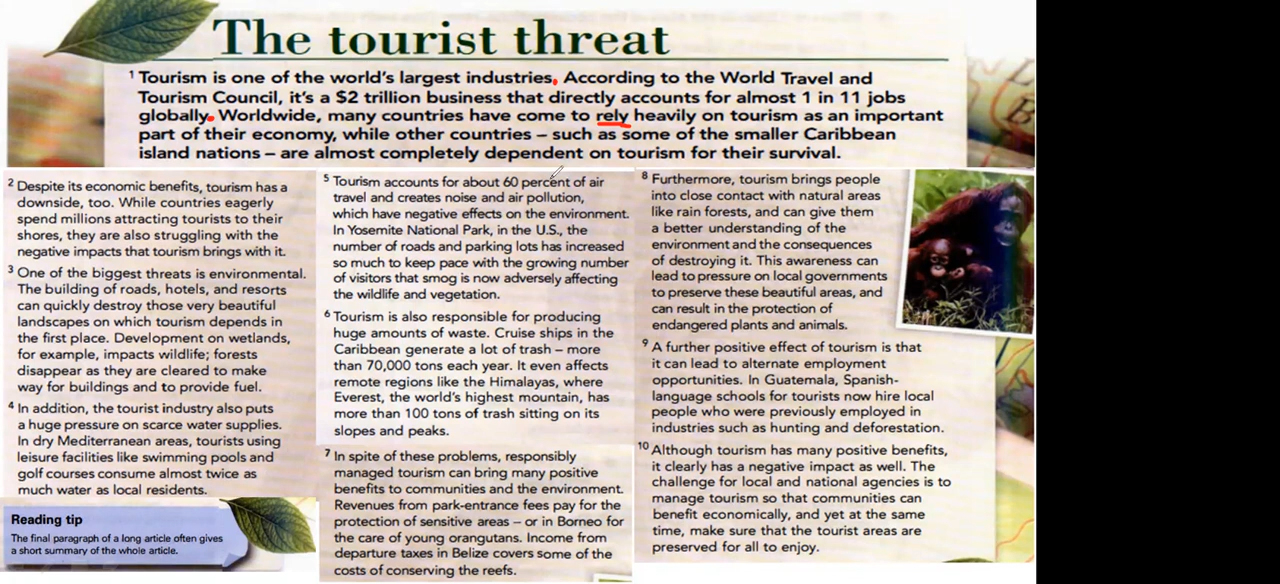 The tourist threat
1 Tourism is one of the world's largest industries. According to the World Travel and
Tourism Council, it's a $2 trillion business that directly accounts for almost 1 in 11 jobs
globally. Worldwide, many countries have come to rely heavily on tourism as an important
part of their economy, while other countries – such as some of the smaller Caribbean
island nations – are almost completely dependent on tourism for their survival.
2 Despite its economic benefits, tourism has a
downside, too. While countries eagerly
spend millions attracting tourists to their
shores, they are also struggling with the
negative impacts that tourism brings with it.
3 One of the biggest threats is environmental.
The building of roads, hotels, and resorts
can quickly destroy those very beautiful
landscapes on which tourism depends in
the first place. Development on wetlands,
for example, impacts wildlife; forests
disappear as they are cleared to make
way for buildings and to provide fuel.
4 In addition, the tourist industry also puts
a huge pressure on scarce water supplies.
In dry Mediterranean areas, tourists using
leisure facilities like swimming pools and
golf courses consume almost twice as
much water as local residents.
Reading tip
The final paragraph of a long article often gives
a short summary of the whole article.
5 Tourism accounts for about 60 percent of air
travel and creates noise and air pollution,
which have negative effects on the environment.
In Yosemite National Park, in the U.S., the
number of roads and parking lots has increased
so much to keep pace with the growing number
of visitors that smog is now adversely affecting
the wildlife and vegetation.
6 Tourism is also responsible for producing
huge amounts of waste. Cruise ships in the
Caribbean generate a lot of trash – more
than 70,000 tons each year. It even affects
remote regions like the Himalayas, where
Everest, the world's highest mountain, has
more than 100 tons of trash sitting on its
slopes and peaks.
7 In spite of these problems, responsibly
managed tourism can bring many positive
benefits to communities and the environment.
Revenues from park-entrance fees pay for the
protection of sensitive areas – or in Borneo for
the care of young orangutans. Income from
departure taxes in Belize covers some of the
costs of conserving the reefs.
8 Furthermore, tourism brings people
into close contact with natural areas
like rain forests, and can give them
a better understanding of the
environment and the consequences
of destroying it. This awareness can
lead to pressure on local governments
to preserve these beautiful areas, and
can result in the protection of
endangered plants and animals.
9 A further positive effect of tourism is that
it can lead to alternate employment
opportunities. In Guatemala, Spanish-
language schools for tourists now hire local
people who were previously employed in
industries such as hunting and deforestation.
10 Although tourism has many positive benefits,
it clearly has a negative impact as well. The
challenge for local and national agencies is to
manage tourism so that communities can
benefit economically, and yet at the same
time, make sure that the tourist areas are
preserved for all to enjoy.